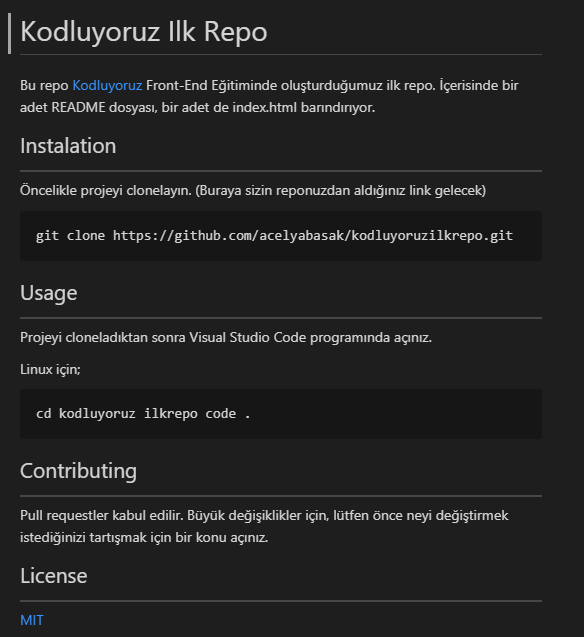 Kodluyoruz Ilk Repo
Bu repo Kodluyoruz Front-End Eğitiminde oluşturduğumuz ilk repo. İçerisinde bir
adet README dosyası, bir adet de index.html barındırıyor.
Instalation
Öncelikle projeyi clonelayın. (Buraya sizin reponuzdan aldığınız link gelecek)
git clone https://github.com/acelyabasak/kodluyoruzilkrepo.git
Usage
Projeyi cloneladıktan sonra Visual Studio Code programında açınız.
Linux için;
cd kodluyoruz ilkrepo code .
Contributing
Pull requestler kabul edilir. Büyük değişiklikler için, lütfen önce neyi değiştirmek
istediğinizi tartışmak için bir konu açınız.
License
MIT